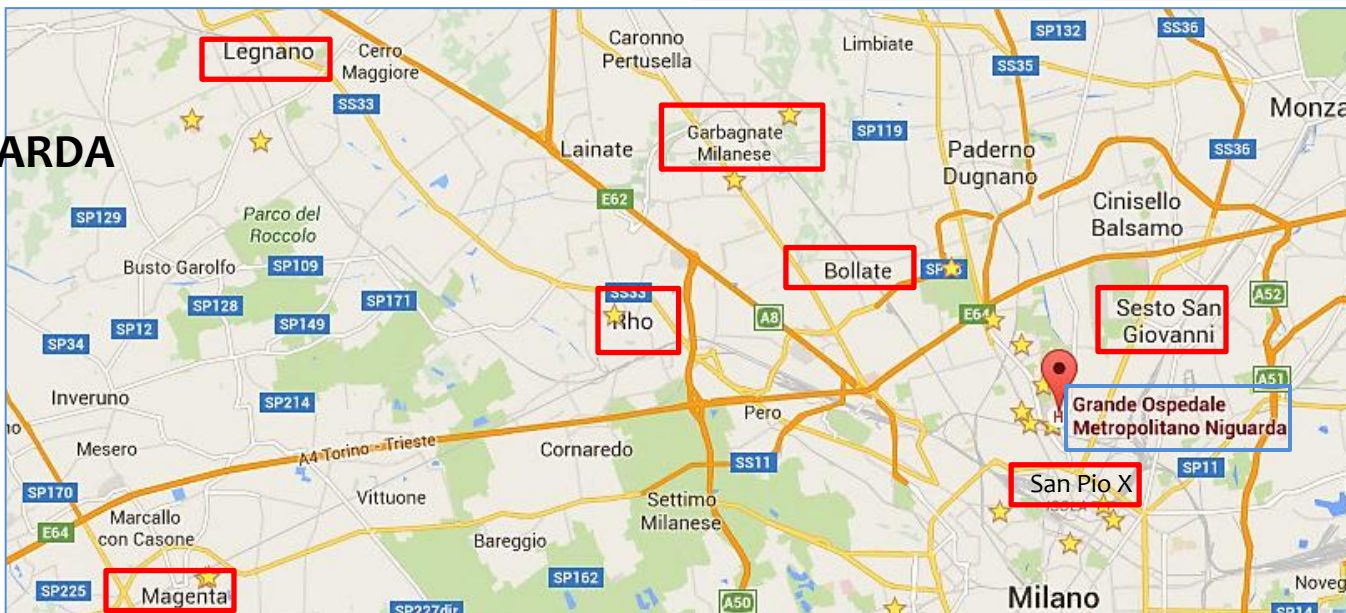 SP132
SS36
Caronno
Pertusella
Limbiate
Legnano
Cerro
Maggiore
SS35
SS33
Monza
ARDA
Garbagnate
Milanese
SP119
Lainate
Paderno
Dugnano
SS36
E62
Cinisello
Balsamo
SP129
Parco del
Roccolo
Busto Garolfo
SP109
Bollate
SS33
SP128
SP171
A52
Sesto San
Giovanni
SP12
SP149
Rho
A8
E64
SP34
A51
Inveruno
SP214
Pero
H
Grande Ospedale
Metropolitano Niguarda
Mesero
A4 Torino - Trieste
Cornaredo
SS11
SP11
SP170
Vittuone
Settimo
Milanese
San Pio X
Marcallo
con Casone
E64
Bareggio
SP225
Magenta
SP162
A50
Milano
SP227dir
SP14